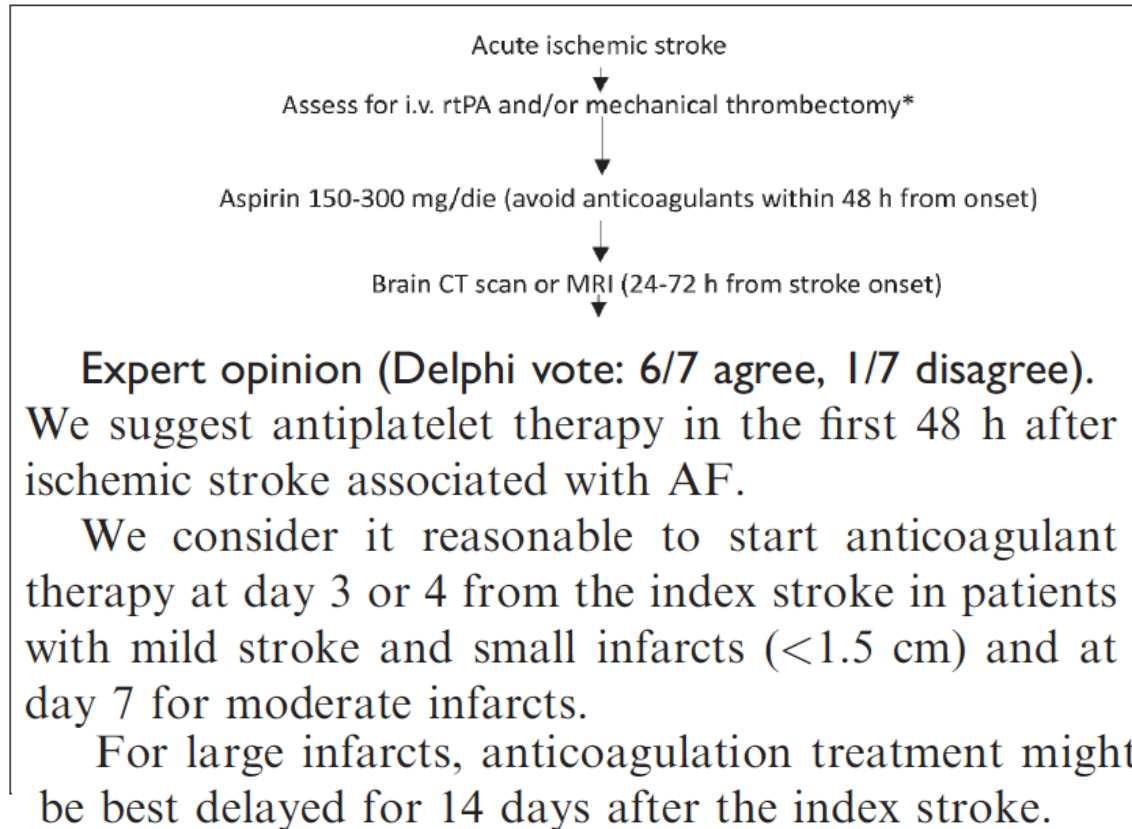 Acute ischemic stroke
Assess for i.v. rtPA and/or mechanical thrombectomy*
Aspirin 150-300 mg/die (avoid anticoagulants within 48 h from onset)
Brain CT scan or MRI (24-72 h from stroke onset)
Expert opinion (Delphi vote: 6/7 agree, 1/7 disagree).
We suggest antiplatelet therapy in the first 48 h after
ischemic stroke associated with AF.
We consider it reasonable to start anticoagulant
therapy at day 3 or 4 from the index stroke in patients
with mild stroke and small infarcts (<1.5 cm) and at
day 7 for moderate infarcts.
For large infarcts, anticoagulation treatment might
be best delayed for 14 days after the index stroke.